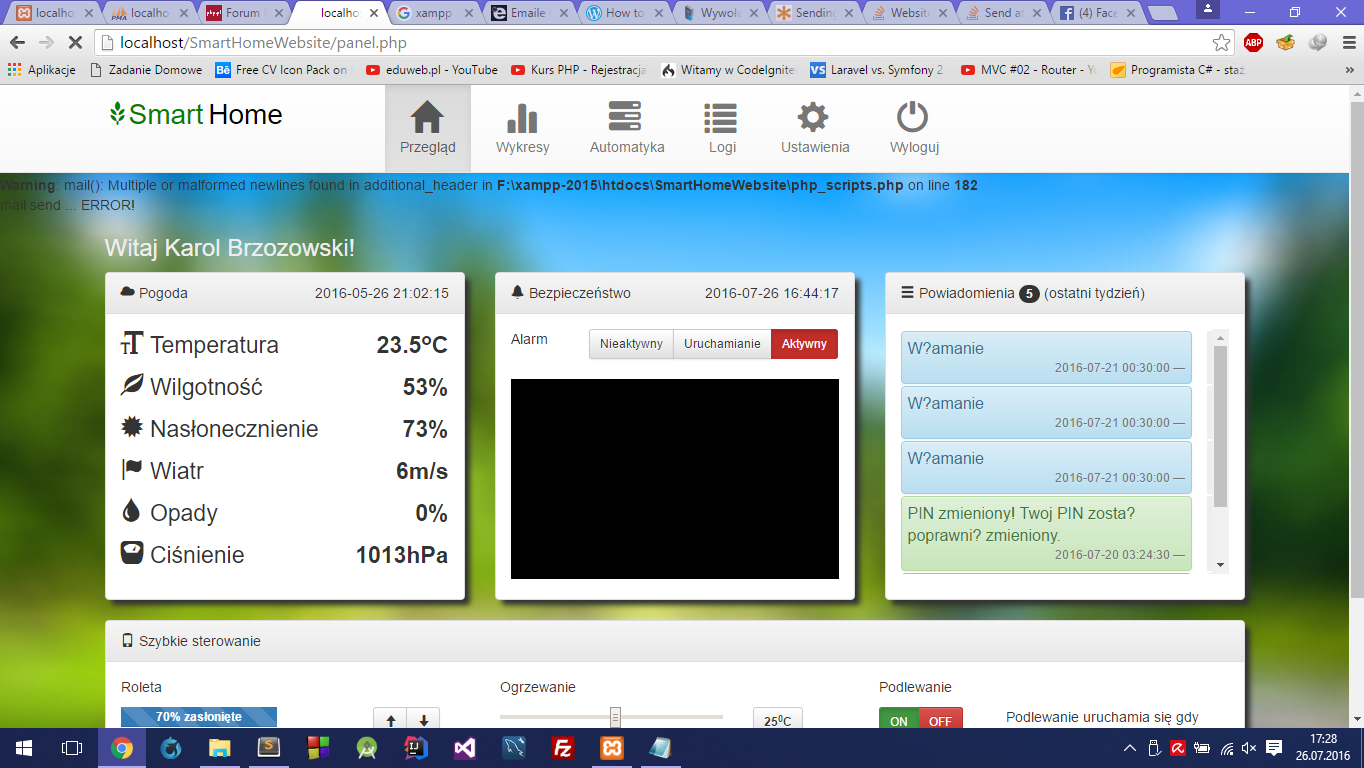 localho
localho
Forum
localhos
xampp
Emaile
How to
Wywoła
Sending
Website
Send a
(4) Face
localhost/SmartHomeWebsite/panel.php
ABP
Aplikacje
Zadanie Domowe
Free CV Icon Pack on
eduweb.pl - YouTube
Kurs PHP - Rejestracja
Witamy w CodeIgnite
Laravel vs. Symfony 2
MVC #02 - Router - Yo
Programista C# - staż
Smart Home
Przegląd
Wykresy
Automatyka
Logi
Ustawienia
Wyloguj
Warning: mail(): Multiple or malformed newlines found in additional_header in F:\xampp-2015\htdocs\SmartHomeWebsite\php_scripts.php on line 182
mail send ... ERROR!
Witaj Karol Brzozowski!
Pogoda 2016-05-26 21:02:15
Temperatura 23.5ºC
Wilgotność 53%
Nasłonecznienie 73%
Wiatr 6m/s
Opady 0%
Ciśnienie 1013hPa
Bezpieczeństwo 2016-07-26 16:44:17
Alarm Nieaktywny Uruchamianie Aktywny
Powiadomienia 5 (ostatni tydzień)
W?amanie
2016-07-21 00:30:00 —
W?amanie
2016-07-21 00:30:00 —
W?amanie
2016-07-21 00:30:00 —
PIN zmieniony! Twoj PIN zosta?
poprawni? zmieniony.
2016-07-20 03:24:30 —
Szybkie sterowanie
Roleta
70% zasłonięte
Ogrzewanie
25⁰C
Podlewanie
ON OFF
Podlewanie uruchamia się gdy
17:28
26.07.2016